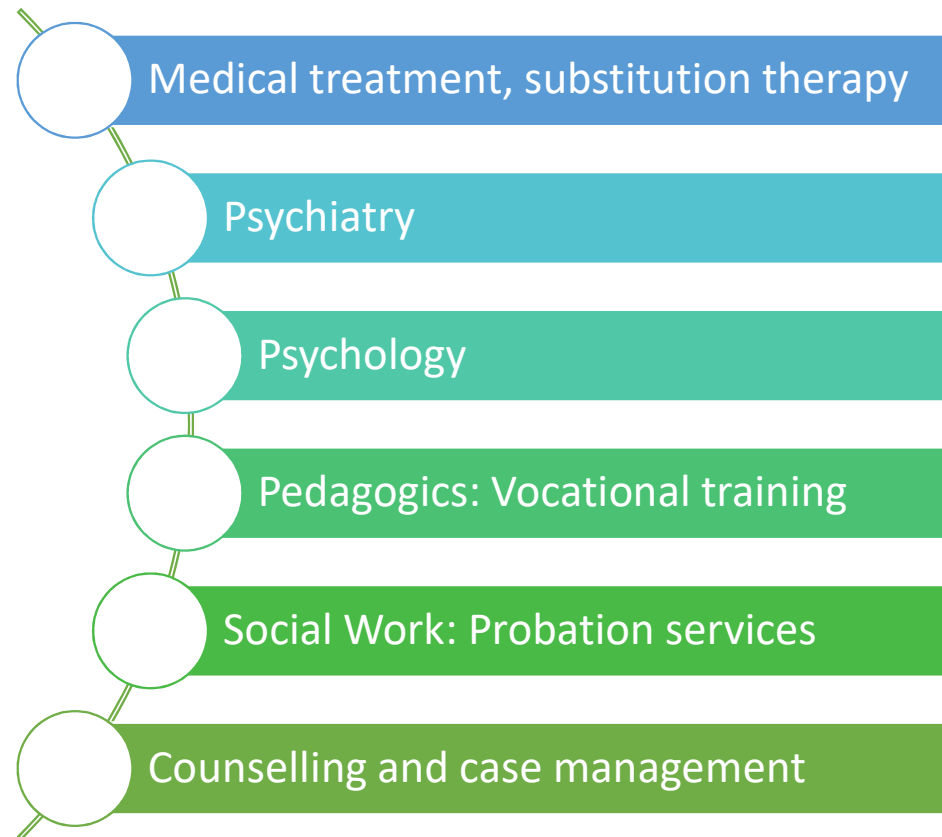 Medical treatment, substitution therapy
Psychiatry
Psychology
Pedagogics: Vocational training
Social Work: Probation services
Counselling and case management